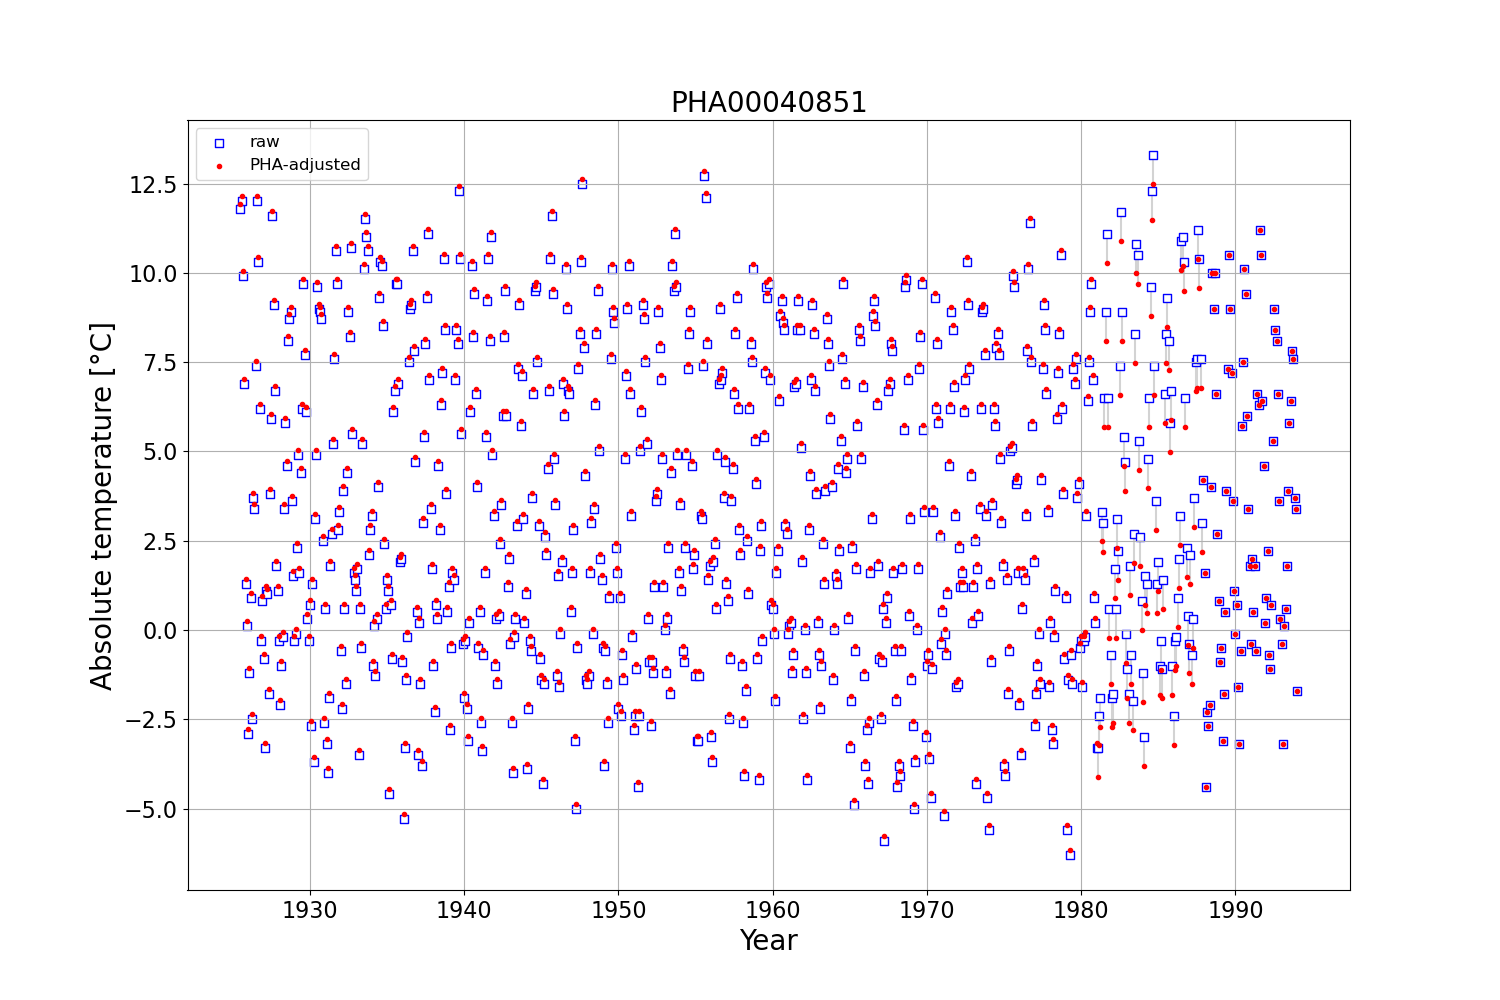 PHA00040851
raw
PHA-adjusted
12.5
10.0
7.5
5.0
2.5
0.0
−2.5
−5.0
Absolute temperature [°C]
1930 1940 1950 1960 1970 1980 1990
Year